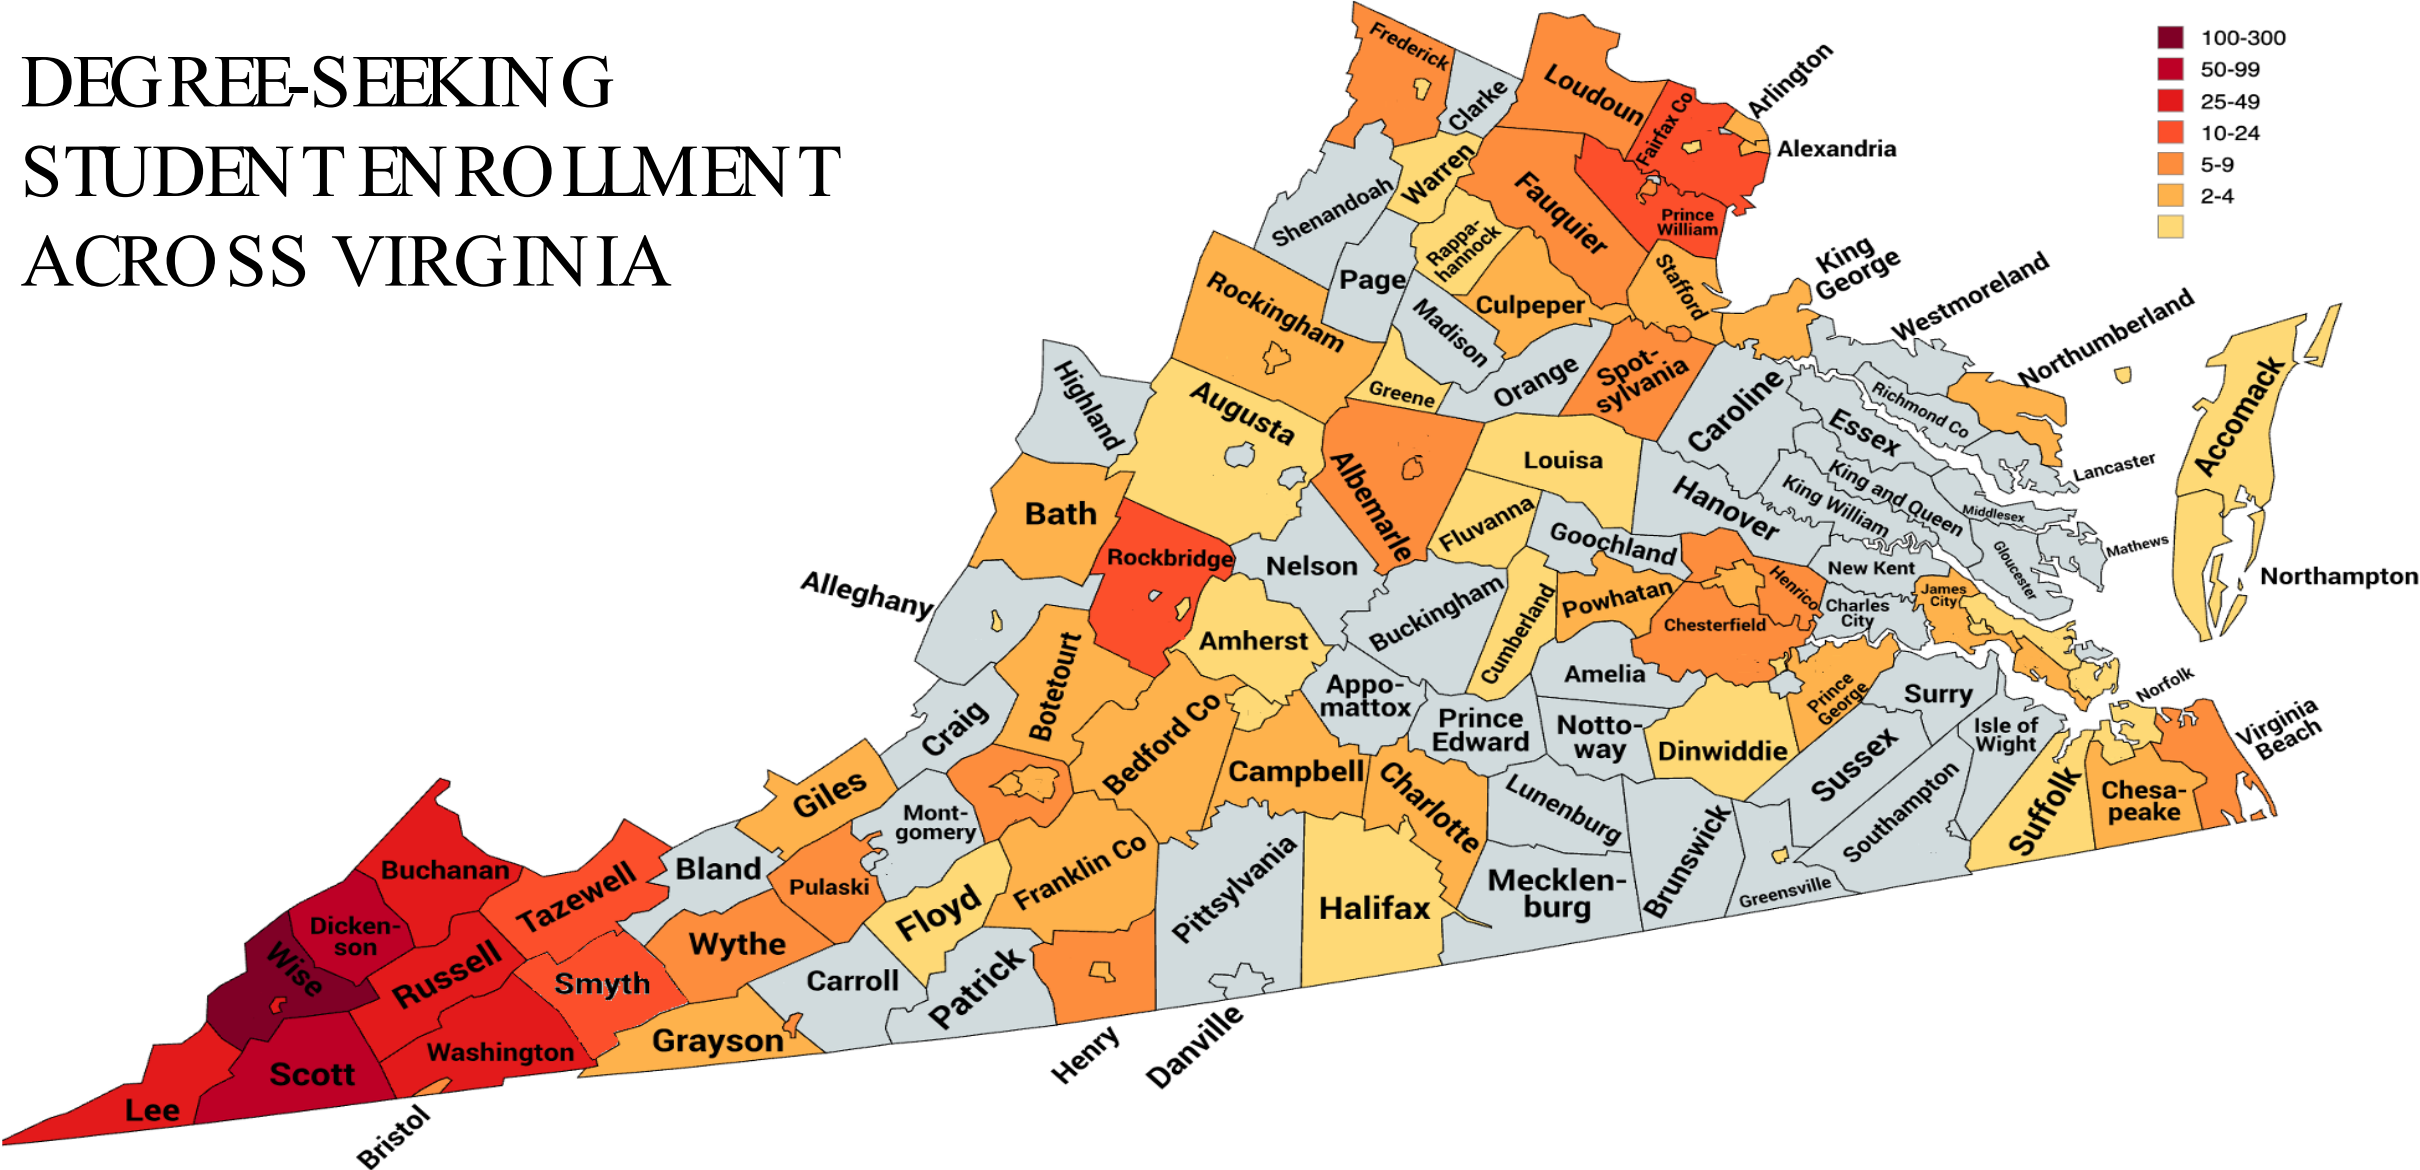 DEGREE-SEEKING
STUDENT ENROLLMENT
ACROSS VIRGINIA
100-300
50-99
25-49
10-24
5-9
2-4
Frederick
Clarke
Loudoun
Fairfax Co
Arlington
Alexandria
Warren
Shenandoah
Fauquier
Prince
William
Rappa-
hannock
Page
Culpeper
Stafford
King
George
Westmoreland
Northumberland
Rockingham
Madison
Highland
Augusta
Greene
Orange
Spot-
sylvania
Caroline
Richmond Co
Essex
Accomack
Lancaster
Albemarle
Louisa
Hanover
King and Queen
King William
Middlesex
Bath
Fluvanna
Goochland
Mathews
Gloucester
Rockbridge
Nelson
New Kent
Northampton
Alleghany
Buckingham
Cumberland
Powhatan
Henrico
Charles
City
James
City
Chesterfield
Amherst
Botetourt
Amelia
Appo-
mattox
Prince
George
Surry
Norfolk
Virginia
Beach
Craig
Bedford Co
Prince
Edward
Notto-
way
Dinwiddie
Sussex
Isle of
Wight
Giles
Campbell
Charlotte
Lunenburg
Southampton
Suffolk
Chesa-
peake
Mont-
gomery
Bland
Pulaski
Buchanan
Tazewell
Franklin Co
Pittsylvania
Halifax
Mecklen-
burg
Brunswick
Greensville
Dicken-
son
Wise
Russell
Wythe
Floyd
Smyth
Carroll
Patrick
Grayson
Washington
Scott
Lee
Bristol
Henry
Danville